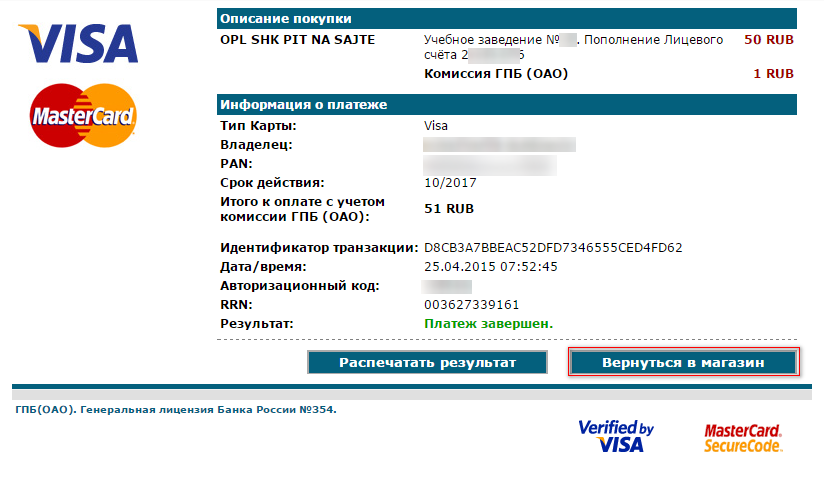 VISA
MasterCard
Описание покупки
OPL SHK PIT NA SAJTE
Учебное заведение № . Пополнение Лицевого
50 RUB
счёта 2 6
Комиссия ГПБ (ОАО)
1 RUB
Информация о платеже
Тип Карты: Visa
Владелец:
PAN:
Срок действия: 10/2017
Итого к оплате с учетом
комиссии ГПБ (ОАО):
51 RUB
Идентификатор транзакции: D8CB3A7BBEAC52DFD7346555CED4FD62
Дата/время: 25.04.2015 07:52:45
Авторизационный код:
RRN: 003627339161
Результат: Платеж завершен.
Распечатать результат
Вернуться в магазин
ГПБ(ОАО). Генеральная лицензия Банка России №354.
Verified by
VISA
MasterCard.
SecureCode.